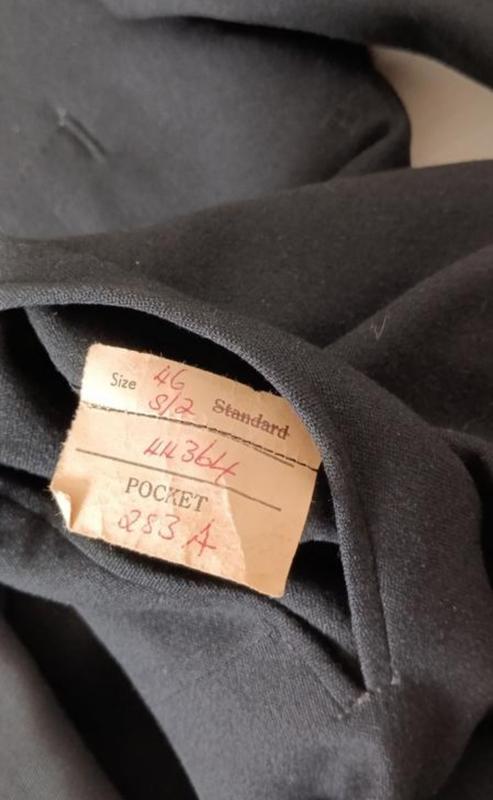 Size 46
S/2 Standard
44364
POCKET
283 A